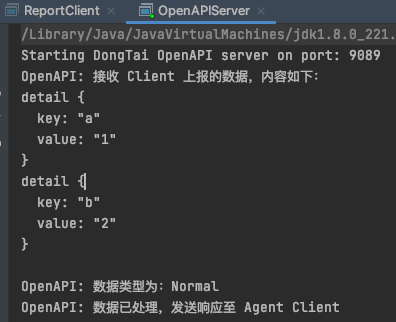 ReportClient
OpenAPIServer
/Library/Java/JavaVirtualMachines/jdk1.8.0_221.
Starting DongTai OpenAPI server on port: 9089
OpenAPI: 接收 Client 上报的数据，内容如下：
detail {
  key: "a"
  value: "1"
}
detail {
  key: "b"
  value: "2"
}
OpenAPI: 数据类型为：Normal
OpenAPI: 数据已处理，发送响应至 Agent Client